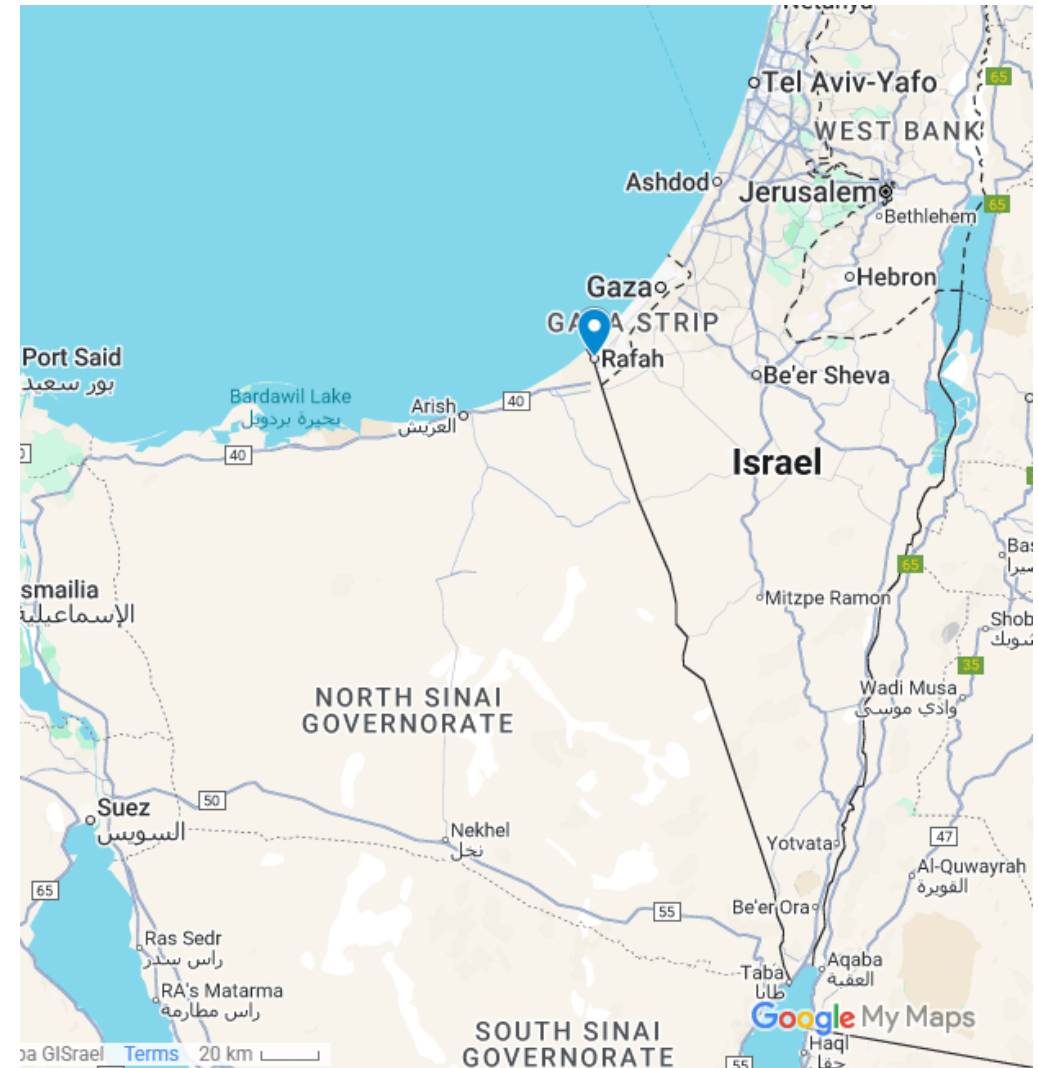 Netanya
65
Tel Aviv-Yafo
WEST BANK
Ashdod
Jerusalem
65
Bethlehem
Gaza
Hebron
GAZA STRIP
Port Said
بور سعيد
Rafah
Be'er Sheva
Bardawil Lake
بحيرة بردويل
Arish
العريش
40
40
Israel
65
smailia
الإسماعيلية
Mitzpe Ramon
Shob
شوبك
35
NORTH SINAI
GOVERNORATE
Wadi Musa
وادي موسى
50
Suez
السويس
Nekhel
نخل
Yotvata
47
Al-Quwayrah
القويرة
65
55
Be'er Ora
Ras Sedr
راس سدر
Taba
طابا
Aqaba
العقبة
RA's Matarma
راس مطارمة
Google My Maps
SOUTH SINAI
GOVERNORATE
55
Haql
حقل
ba GISrael Terms 20 km